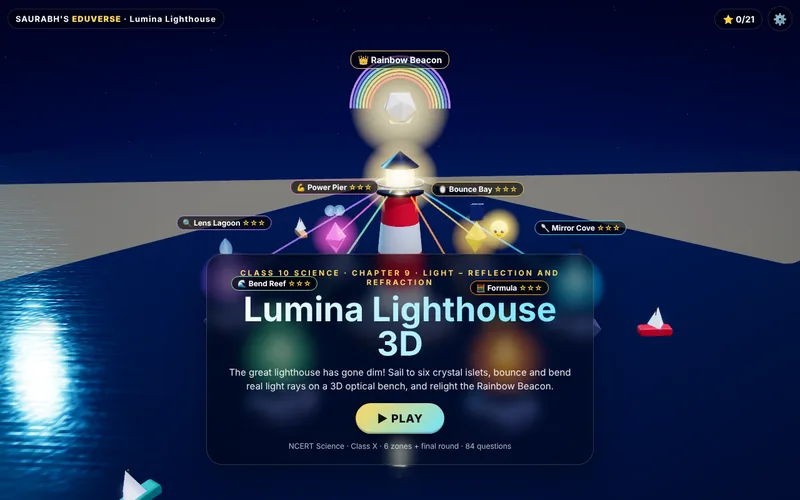 SAURABH'S EDUVERSE · Lumina Lighthouse
⭐ 0/21
👑 Rainbow Beacon
💪 Power Pier ☆☆☆
🪞 Bounce Bay ☆☆☆
🔍 Lens Lagoon ☆☆☆
🥄 Mirror Cove ☆☆☆
CLASS 10 SCIENCE · CHAPTER 9 · LIGHT – REFLECTION AND
REFRACTION
🌊 Bend Reef ☆☆☆
🧮 Formula ☆☆☆
Lumina Lighthouse
3D
The great lighthouse has gone dim! Sail to six crystal islets, bounce and bend
real light rays on a 3D optical bench, and relight the Rainbow Beacon.
▶ PLAY
NCERT Science · Class X · 6 zones + final round · 84 questions